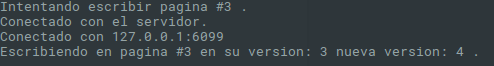 Intentando escribir pagina #3 .
Conectado con el servidor.
Conectado con 127.0.0.1:6099
Escribiendo en pagina #3 en su version: 3 nueva version: 4 .